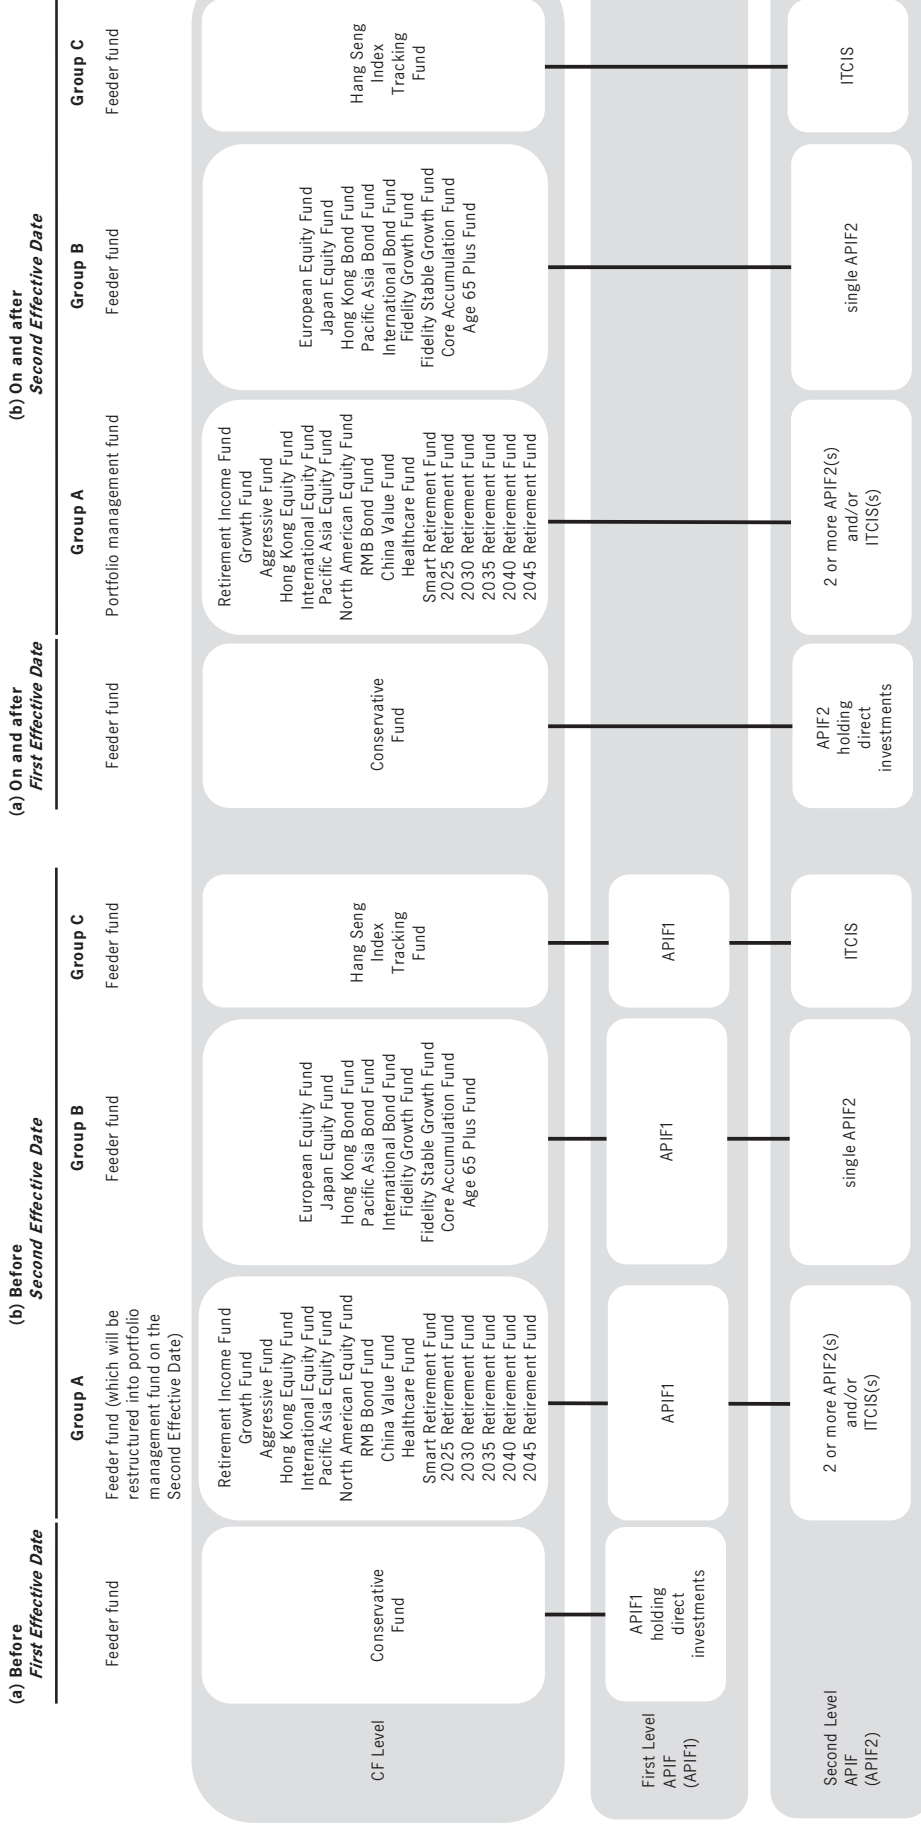 (a) Before
First Effective Date
Feeder fund
(b) Before
Second Effective Date
Group A
Feeder fund (which will be
restructured into portfolio
management fund on the
Second Effective Date)
Group B
Feeder fund
Group C
Feeder fund
(a) On and after
First Effective Date
Feeder fund
(b) On and after
Second Effective Date
Group A
Portfolio management fund
Group B
Feeder fund
Group C
Feeder fund
CF Level
Conservative
Fund
Retirement Income Fund
Growth Fund
Aggressive Fund
Hong Kong Equity Fund
International Equity Fund
Pacific Asia Equity Fund
North American Equity Fund
RMB Bond Fund
China Value Fund
Healthcare Fund
Smart Retirement Fund
2025 Retirement Fund
2030 Retirement Fund
2035 Retirement Fund
2040 Retirement Fund
2045 Retirement Fund
European Equity Fund
Japan Equity Fund
Hong Kong Bond Fund
Pacific Asia Bond Fund
International Bond Fund
Fidelity Growth Fund
Fidelity Stable Growth Fund
Core Accumulation Fund
Age 65 Plus Fund
Hang Seng
Index
Tracking
Fund
Conservative
Fund
Retirement Income Fund
Growth Fund
Aggressive Fund
Hong Kong Equity Fund
International Equity Fund
Pacific Asia Equity Fund
North American Equity Fund
RMB Bond Fund
China Value Fund
Healthcare Fund
Smart Retirement Fund
2025 Retirement Fund
2030 Retirement Fund
2035 Retirement Fund
2040 Retirement Fund
2045 Retirement Fund
European Equity Fund
Japan Equity Fund
Hong Kong Bond Fund
Pacific Asia Bond Fund
International Bond Fund
Fidelity Growth Fund
Fidelity Stable Growth Fund
Core Accumulation Fund
Age 65 Plus Fund
Hang Seng
Index
Tracking
Fund
First Level
APIF
(APIF1)
APIF1
holding
direct
investments
APIF1
APIF1
APIF1
Second Level
APIF
(APIF2)
2 or more APIF2(s)
and/or
ITCIS(s)
single APIF2
ITCIS
APIF2
holding
direct
investments
2 or more APIF2(s)
and/or
ITCIS(s)
single APIF2
ITCIS